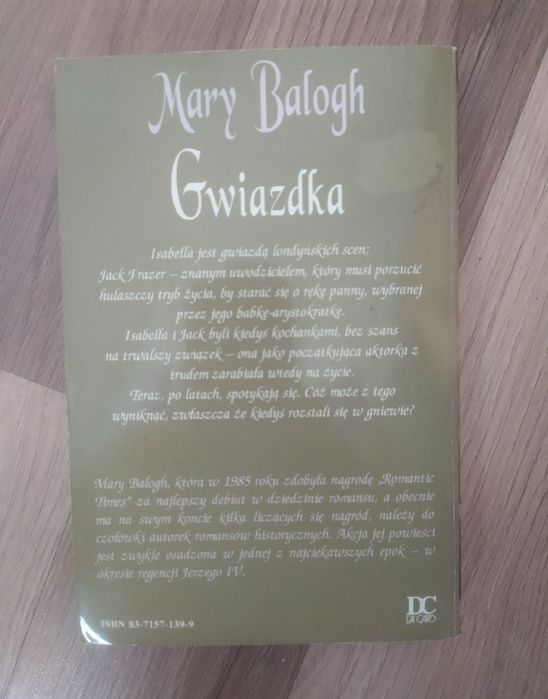 Mary Balogh
Gwiazdka
Isabella jest gwiazdą londyńskich scen;
Jack Frazer – znanym uwodzicielem, który musi porzucić
hulaszczy tryb życia, by starać się o rękę panny, wybranej
przez jego babkę-arystokratkę.
Isabella i Jack byli kiedyś kochankami, bez szans
na trwalszy związek – ona jako początkująca aktorka z
trudem zarabiała wtedy na życie.
Teraz, po latach, spotykają się. Cóż może z tego
wyniknąć, zwłaszcza że kiedyś rozstali się w gniewie?
Mary Balogh, która w 1985 roku zdobyła nagrodę „Romantic
Times" za najlepszy debiut w dziedzinie romansu, a obecnie
ma na swym koncie kilka liczących się nagród, należy do
czołówki autorek romansów historycznych. Akcja jej powieści
jest zwykle osadzona w jednej z najciekawszych epok – w
okresie regencji Jerzego IV.
DC
DA CAPO
ISBN 83-7157-139-9